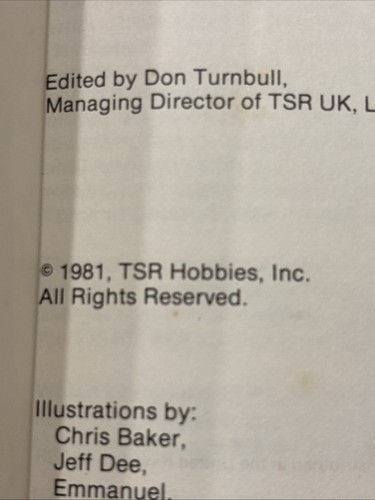 Edited by Don Turnbull,
Managing Director of TSR UK, L
© 1981, TSR Hobbies, Inc.
All Rights Reserved.
Illustrations by:
Chris Baker,
Jeff Dee,
Emmanuel,